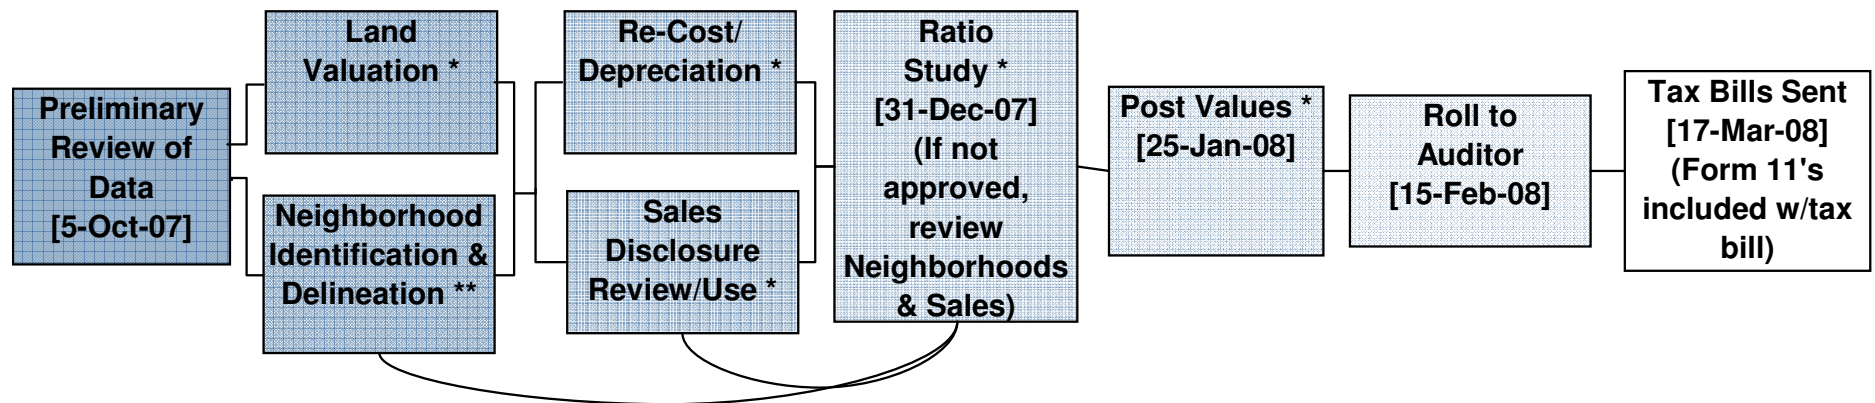 Preliminary
Review of
Data
[5-Oct-07]
Land
Valuation *
Neighborhood
Identification &
Delineation **
Re-Cost/
Depreciation *
Sales
Disclosure
Review/Use *
Ratio
Study *
[31-Dec-07]
(If not
approved,
review
Neighborhoods
& Sales)
Post Values *
[25-Jan-08]
Roll to
Auditor
[15-Feb-08]
Tax Bills Sent
[17-Mar-08]
(Form 11's
included w/tax
bill)